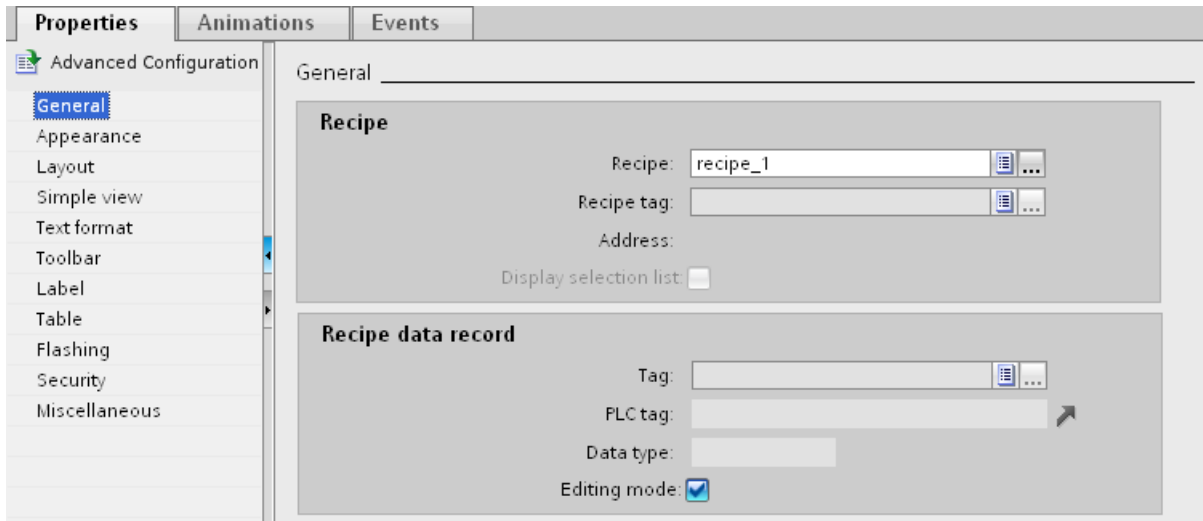 Properties Animations Events
Advanced Configuration
General
Appearance
Layout
Simple view
Text format
Toolbar
Label
Table
Flashing
Security
Miscellaneous
General
Recipe
Recipe: recipe_1 ...
Recipe tag: ...
Address:
Display selection list:
Recipe data record
Tag: ...
PLC tag:
Data type:
Editing mode: